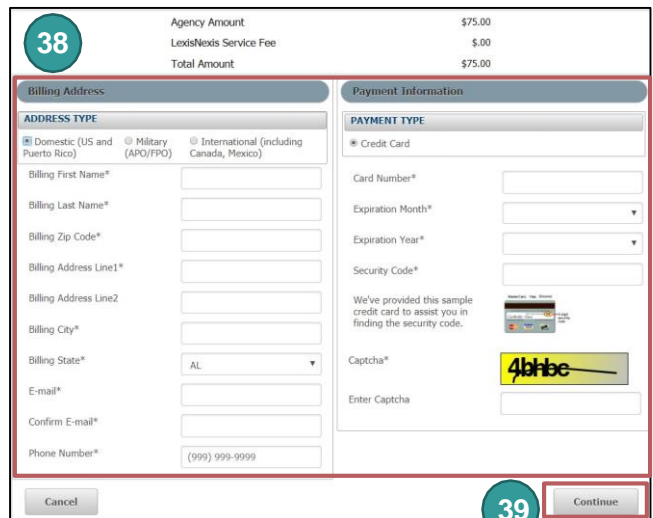 38
Agency Amount $75.00
LexisNexis Service Fee $.00
Total Amount $75.00
Billing Address
ADDRESS TYPE
Domestic (US and Puerto Rico)
Military (APO/FPO)
International (including Canada, Mexico)
Billing First Name*
Billing Last Name*
Billing Zip Code*
Billing Address Line1*
Billing Address Line2
Billing City*
Billing State* AL
E-mail*
Confirm E-mail*
Phone Number* (999) 999-9999
Payment Information
PAYMENT TYPE
Credit Card
Card Number*
Expiration Month*
Expiration Year*
Security Code*
We've provided this sample
credit card to assist you in
finding the security code.
Captcha* 4bhbc
Enter Captcha
Cancel
39
Continue